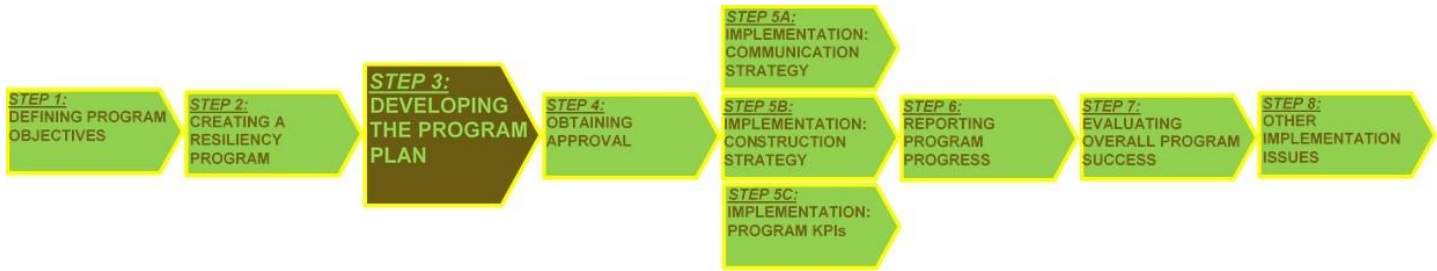 STEP 1:
DEFINING PROGRAM
OBJECTIVES
STEP 2:
CREATING A
RESILIENCY
PROGRAM
STEP 3:
DEVELOPING
THE PROGRAM
PLAN
STEP 4:
OBTAINING
APPROVAL
STEP 5A:
IMPLEMENTATION:
COMMUNICATION
STRATEGY
STEP 5B:
IMPLEMENTATION:
CONSTRUCTION
STRATEGY
STEP 5C:
IMPLEMENTATION:
PROGRAM KPIs
STEP 6:
REPORTING
PROGRAM
PROGRESS
STEP 7:
EVALUATING
OVERALL PROGRAM
SUCCESS
STEP 8:
OTHER
IMPLEMENTATION
ISSUES